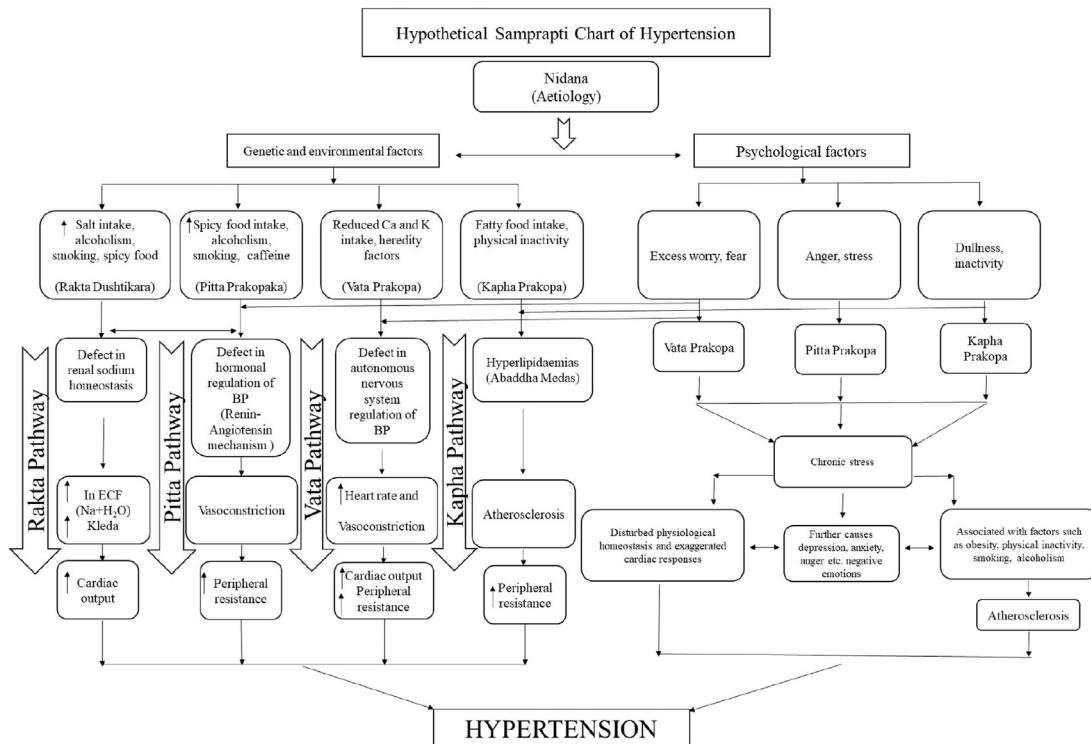 Hypothetical Samprapti Chart of Hypertension
Nidana
(Aetiology)
Genetic and environmental factors
Psychological factors
↑ Salt intake,
alcoholism,
smoking, spicy food
(Rakta Dushtikara)
↑ Spicy food intake,
alcoholism,
smoking, caffeine
(Pitta Prakopaka)
Reduced Ca and K
intake, heredity
factors
(Vata Prakopa)
Fatty food intake,
physical inactivity
(Kapha Prakopa)
Excess worry, fear
Anger, stress
Dullness,
inactivity
Vata Prakopa
Pitta Prakopa
Kapha
Prakopa
Rakta Pathway
Defect in
renal sodium
homeostasis
Pitta Pathway
Defect in
hormonal
regulation of
BP
(Renin-
Angiotensin
mechanism )
Vata Pathway
Defect in
autonomous
nervous
system
regulation of
BP
Kapha Pathway
Hyperlipidaemias
(Abaddha Medas)
Chronic stress
↑ In ECF
(Na+H₂O)
↑ Kleda
Vasoconstriction
↑ Heart rate and
Vasoconstriction
Atherosclerosis
Disturbed physiological
homeostasis and exaggerated
cardiac responses
Further causes
depression, anxiety,
anger etc. negative
emotions
Associated with factors such
as obesity, physical inactivity,
smoking, alcoholism
↑ Cardiac
output
↑ Peripheral
resistance
↑ Cardiac output
↑ Peripheral
resistance
↑ Peripheral
resistance
Atherosclerosis
HYPERTENSION